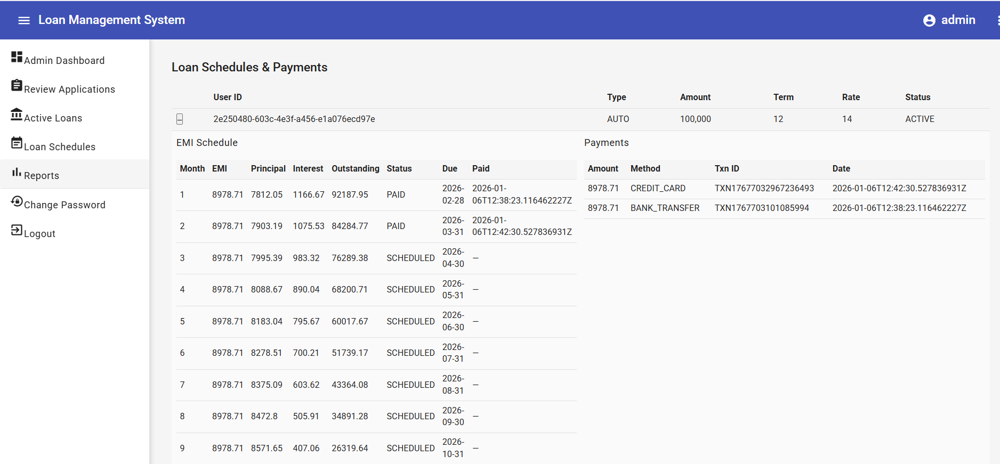 Loan Management System
admin
Admin Dashboard
Review Applications
Active Loans
Loan Schedules
Reports
Change Password
Logout
Loan Schedules & Payments
User ID Type Amount Term Rate Status
2e250480-603c-4e3f-a456-e1a076ecd97e AUTO 100,000 12 14 ACTIVE
EMI Schedule
Month EMI Principal Interest Outstanding Status Due Paid
1 8978.71 7812.05 1166.67 92187.95 PAID 2026-02-28 2026-01-06T12:38:23.116462227Z
2 8978.71 7903.19 1075.53 84284.77 PAID 2026-03-31 2026-01-06T12:42:30.527836931Z
3 8978.71 7995.39 983.32 76289.38 SCHEDULED 2026-04-30 —
4 8978.71 8088.67 890.04 68200.71 SCHEDULED 2026-05-31 —
5 8978.71 8183.04 795.67 60017.67 SCHEDULED 2026-06-30 —
6 8978.71 8278.51 700.21 51739.17 SCHEDULED 2026-07-31 —
7 8978.71 8375.09 603.62 43364.08 SCHEDULED 2026-08-31 —
8 8978.71 8472.8 505.91 34891.28 SCHEDULED 2026-09-30 —
9 8978.71 8571.65 407.06 26319.64 SCHEDULED 2026-10-31 —
Payments
Amount Method Txn ID Date
8978.71 CREDIT_CARD TXN17677032967236493 2026-01-06T12:42:30.527836931Z
8978.71 BANK_TRANSFER TXN1767703101085994 2026-01-06T12:38:23.116462227Z